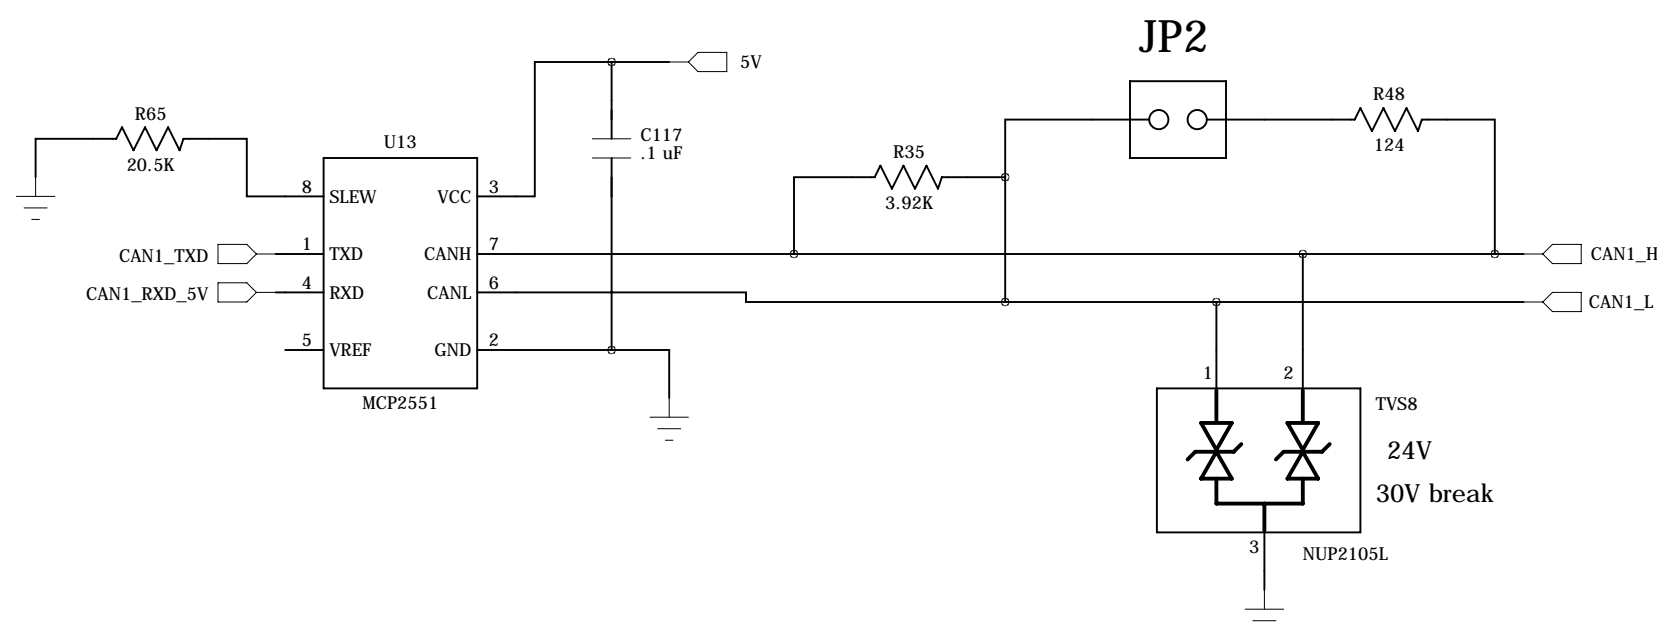 JP2
5V
R65
20.5K
U13
C117
.1 uF
R48
124
R35
3.92K
8
SLEW
VCC
3
CAN1_TXD
1
TXD
CANH
7
CAN1_H
CAN1_RXD_5V
4
RXD
CANL
6
CAN1_L
5
VREF
GND
2
MCP2551
1
2
TVS8
24V
30V break
3
NUP2105L